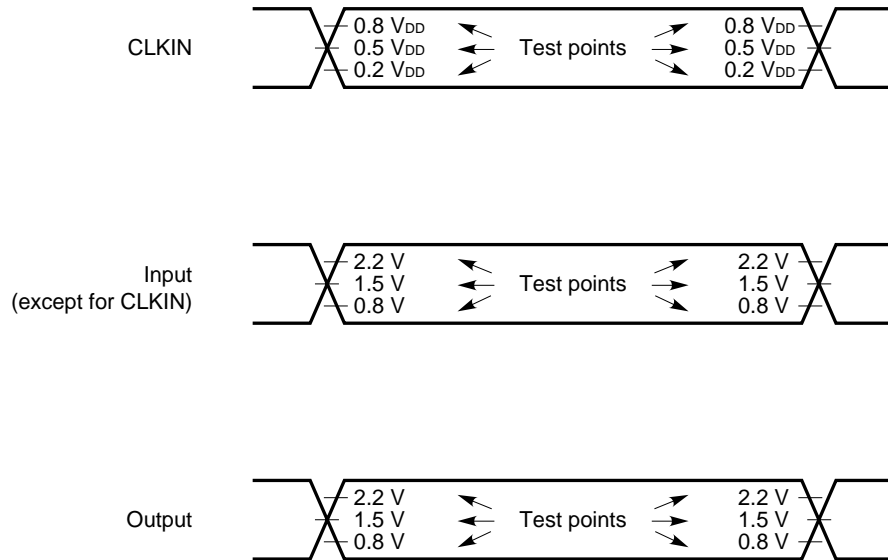 CLKIN
0.8 VDD
0.8 VDD
0.5 VDD
Test points
0.5 VDD
0.2 VDD
0.2 VDD
Input
(except for CLKIN)
2.2 V
2.2 V
1.5 V
Test points
1.5 V
0.8 V
0.8 V
Output
2.2 V
2.2 V
1.5 V
Test points
1.5 V
0.8 V
0.8 V